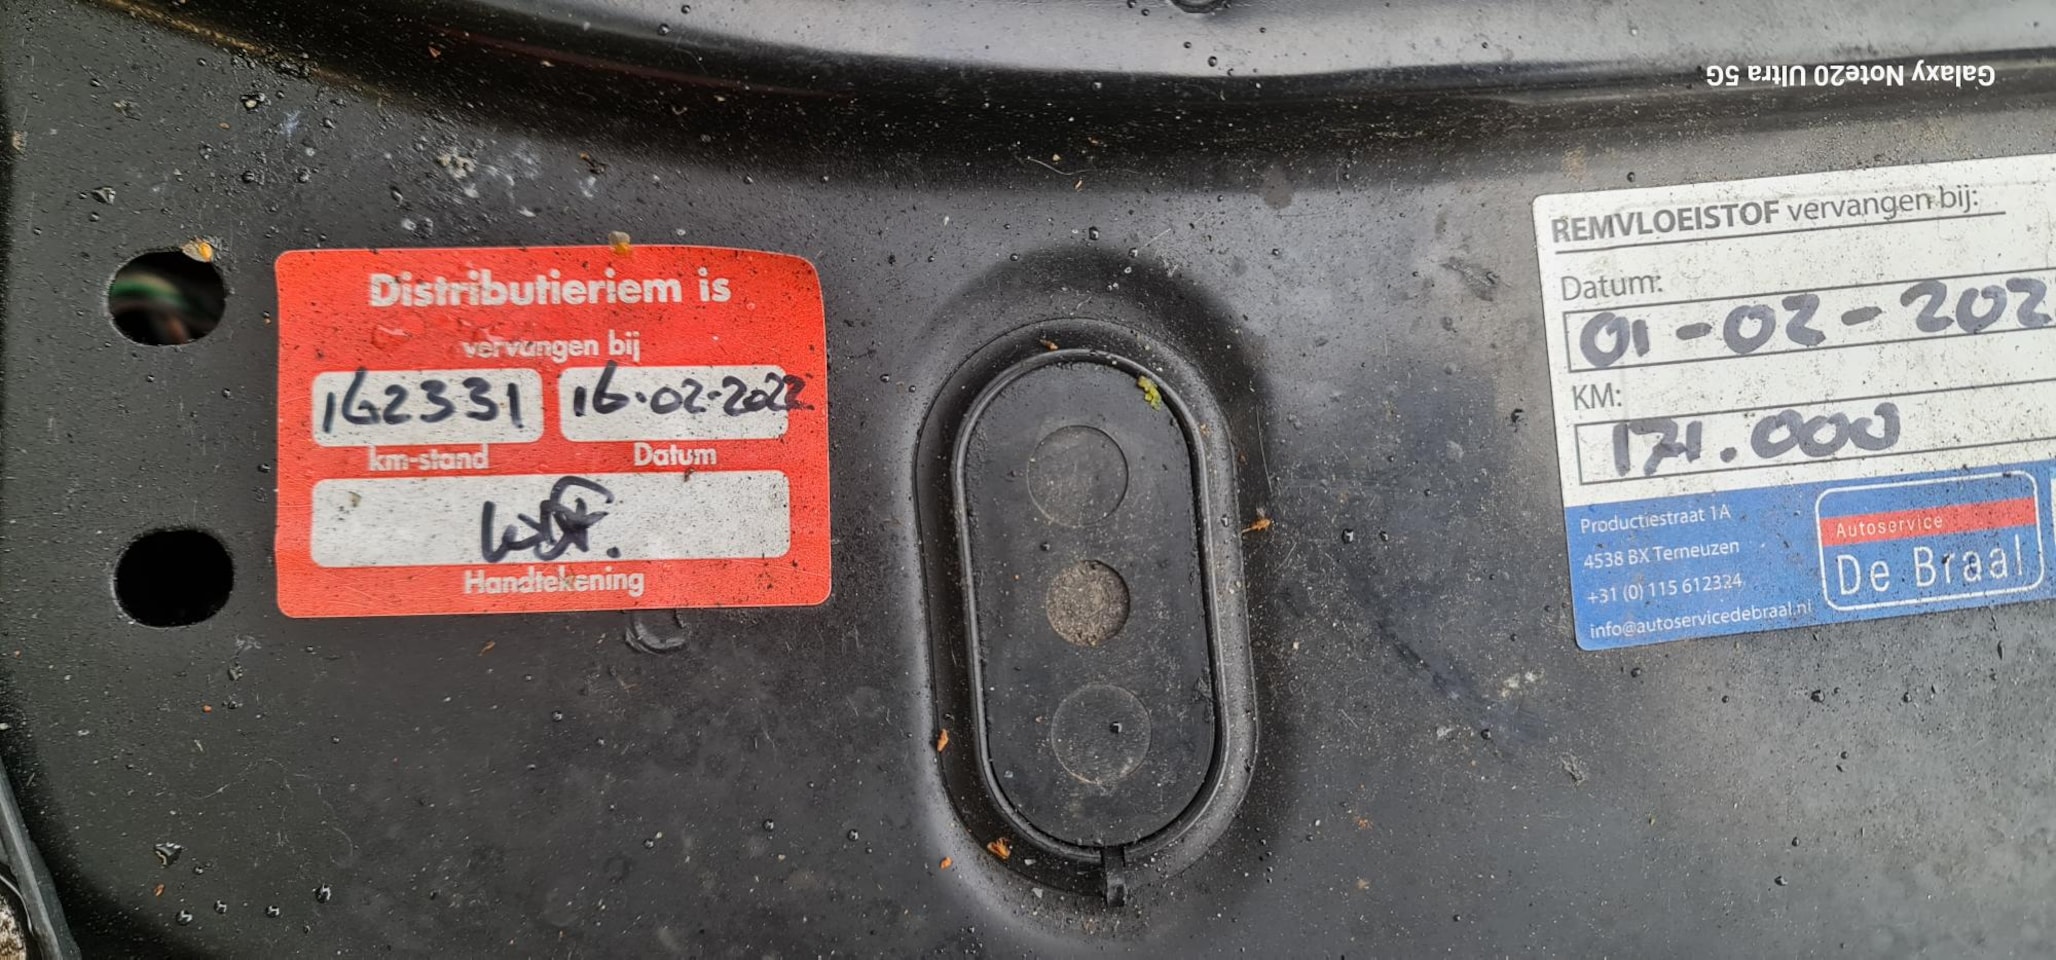 Distributieriem is
vervangen bij
162331 16-02-2022
km-stand Datum
Handtekening
REMVLOEISTOF vervangen bij:
Datum:
01-02-202
KM:
171.000
Productiestraat 1A
4538 BX Terneuzen
+31 (0) 115 612324
info@autoservicedebraal.nl
Autoservice
De Braal
Galaxy Note20 Ultra 5G